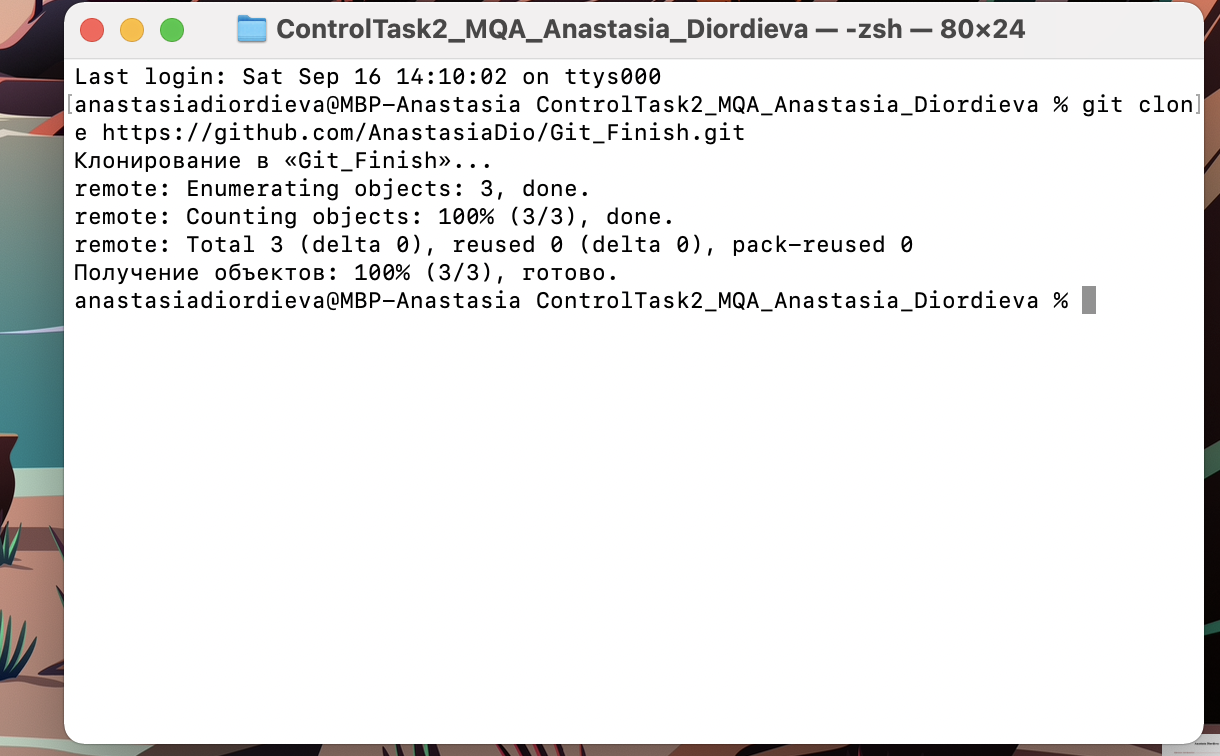 ControlTask2_MQA_Anastasia_Diordieva — -zsh — 80×24
Last login: Sat Sep 16 14:10:02 on ttys000
[anastasiadiordieva@MBP-Anastasia ControlTask2_MQA_Anastasia_Diordieva % git clon]
e https://github.com/AnastasiaDio/Git_Finish.git
Клонирование в «Git_Finish»...
remote: Enumerating objects: 3, done.
remote: Counting objects: 100% (3/3), done.
remote: Total 3 (delta 0), reused 0 (delta 0), pack-reused 0
Получение объектов: 100% (3/3), готово.
anastasiadiordieva@MBP-Anastasia ControlTask2_MQA_Anastasia_Diordieva %